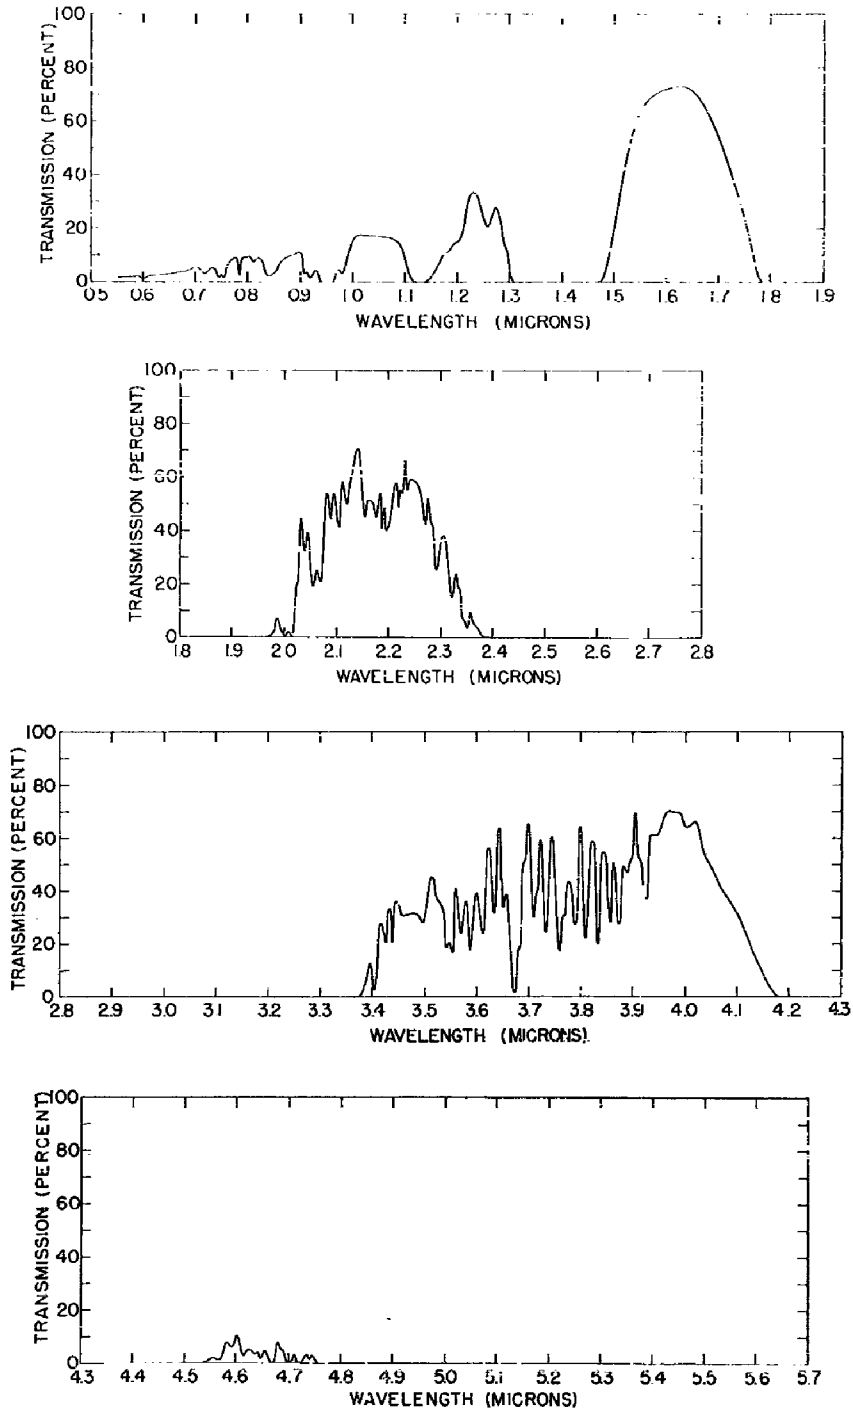 TRANSMISSION (PERCENT)
100
80
60
40
20
0
0.5 0.6 0.7 0.8 0.9 1.0 1.1 1.2 1.3 1.4 1.5 1.6 1.7 1.8 1.9
WAVELENGTH (MICRONS)
TRANSMISSION (PERCENT)
100
80
60
40
20
0
1.8 1.9 2.0 2.1 2.2 2.3 2.4 2.5 2.6 2.7 2.8
WAVELENGTH (MICRONS)
TRANSMISSION (PERCENT)
100
80
60
40
20
0
2.8 2.9 3.0 3.1 3.2 3.3 3.4 3.5 3.6 3.7 3.8 3.9 4.0 4.1 4.2 4.3
WAVELENGTH (MICRONS).
TRANSMISSION (PERCENT)
100
80
60
40
20
0
4.3 4.4 4.5 4.6 4.7 4.8 4.9 5.0 5.1 5.2 5.3 5.4 5.5 5.6 5.7
WAVELENGTH (MICRONS)